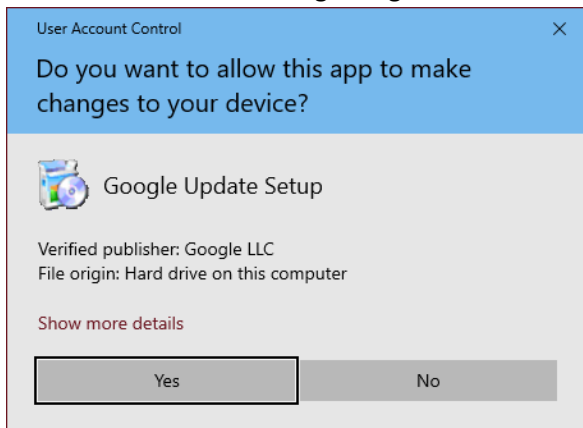 User Account Control
Do you want to allow this app to make
changes to your device?
Google Update Setup
Verified publisher: Google LLC
File origin: Hard drive on this computer
Show more details
Yes
No